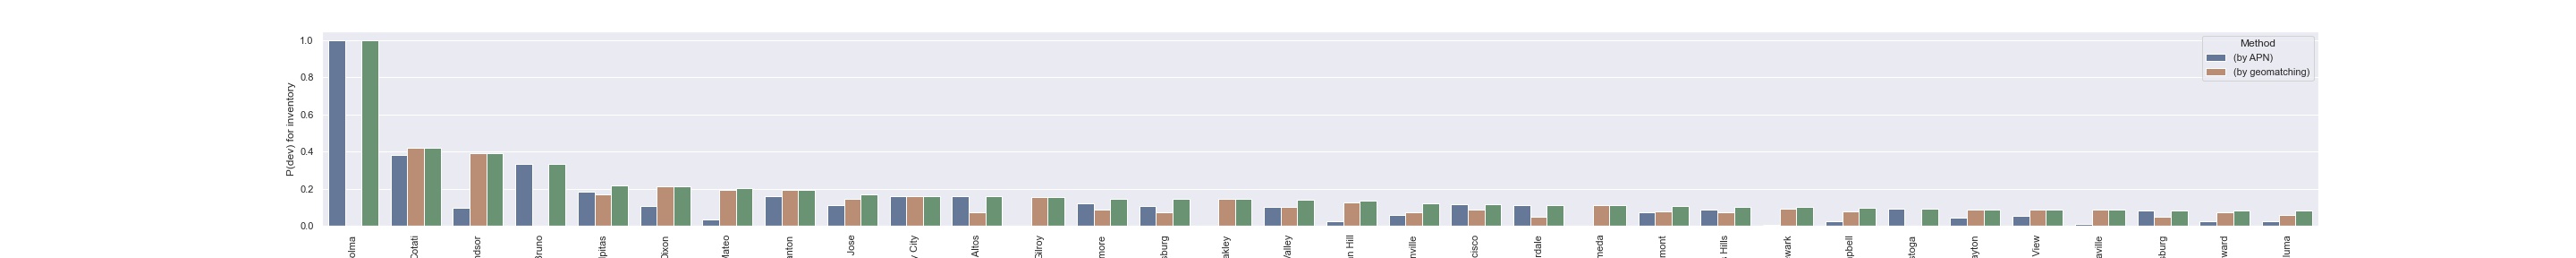 Method
(by APN)
(by geomatching)
P(dev) for inventory
1.0
0.8
0.6
0.4
0.2
0.0
olma
Cotati
ndsor
Bruno
lpitas
Dixon
Mateo
anton
Jose
City
Altos
Gilroy
more
sburg
akley
Valley
n Hill
nville
cisco
rdale
meda
mont
Hills
wark
pbell
stoga
ayton
View
aville
sburg
ward
luma